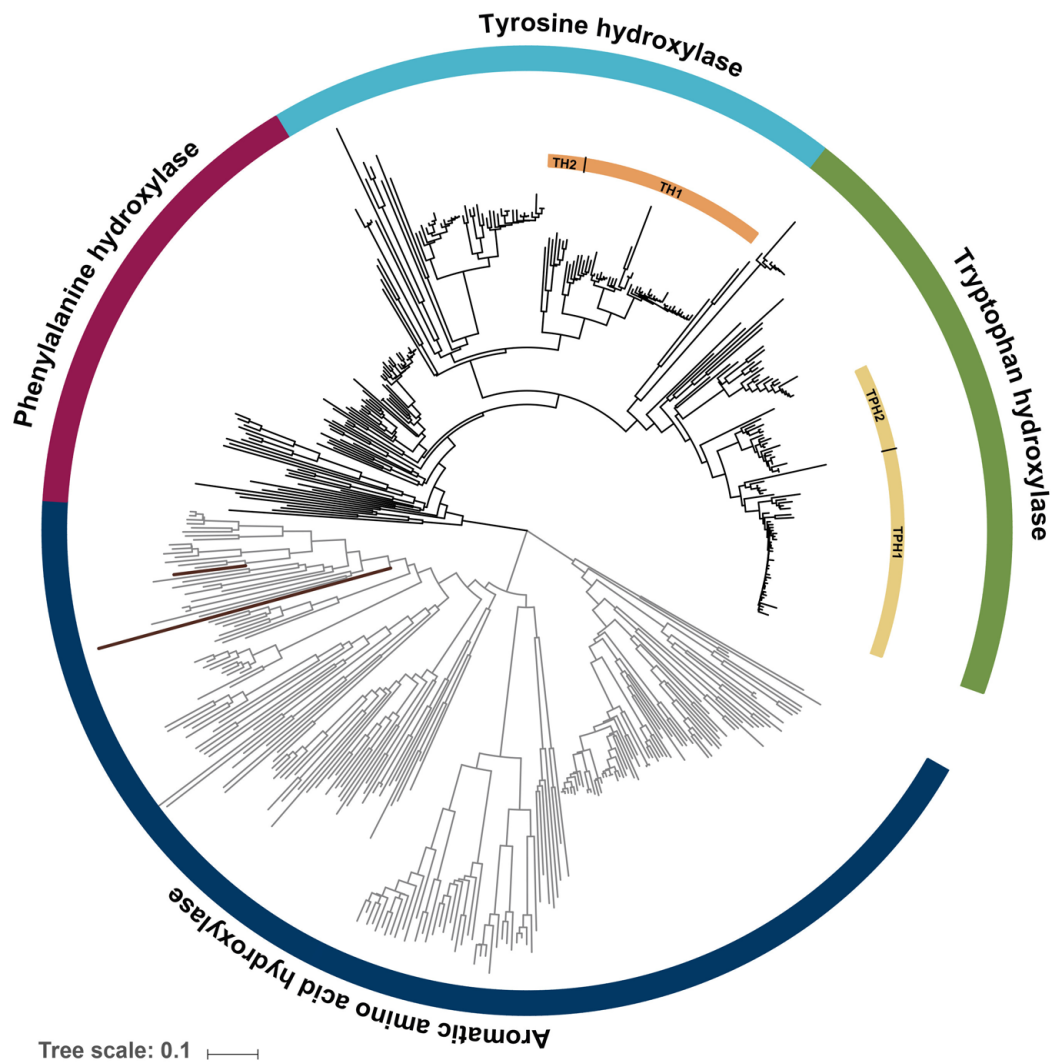 Tyrosine hydroxylase
Phenylalanine hydroxylase
TH2
TH1
Tryptophan hydroxylase
TPH2
TPH1
Aromatic amino acid hydroxylase
Tree scale: 0.1